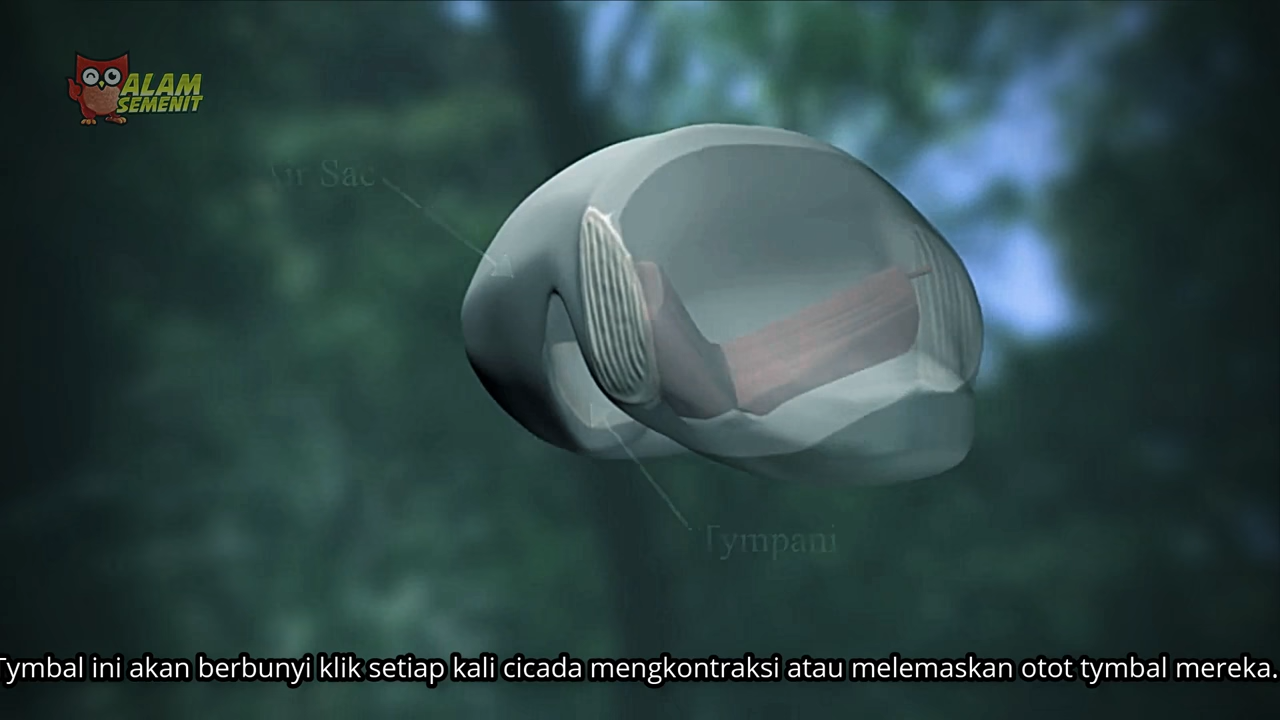 ALAM
SEMENIT
Air Sac
Tympani
Tymbal ini akan berbunyi klik setiap kali cicada mengkontraksi atau melemaskan otot tymbal mereka.